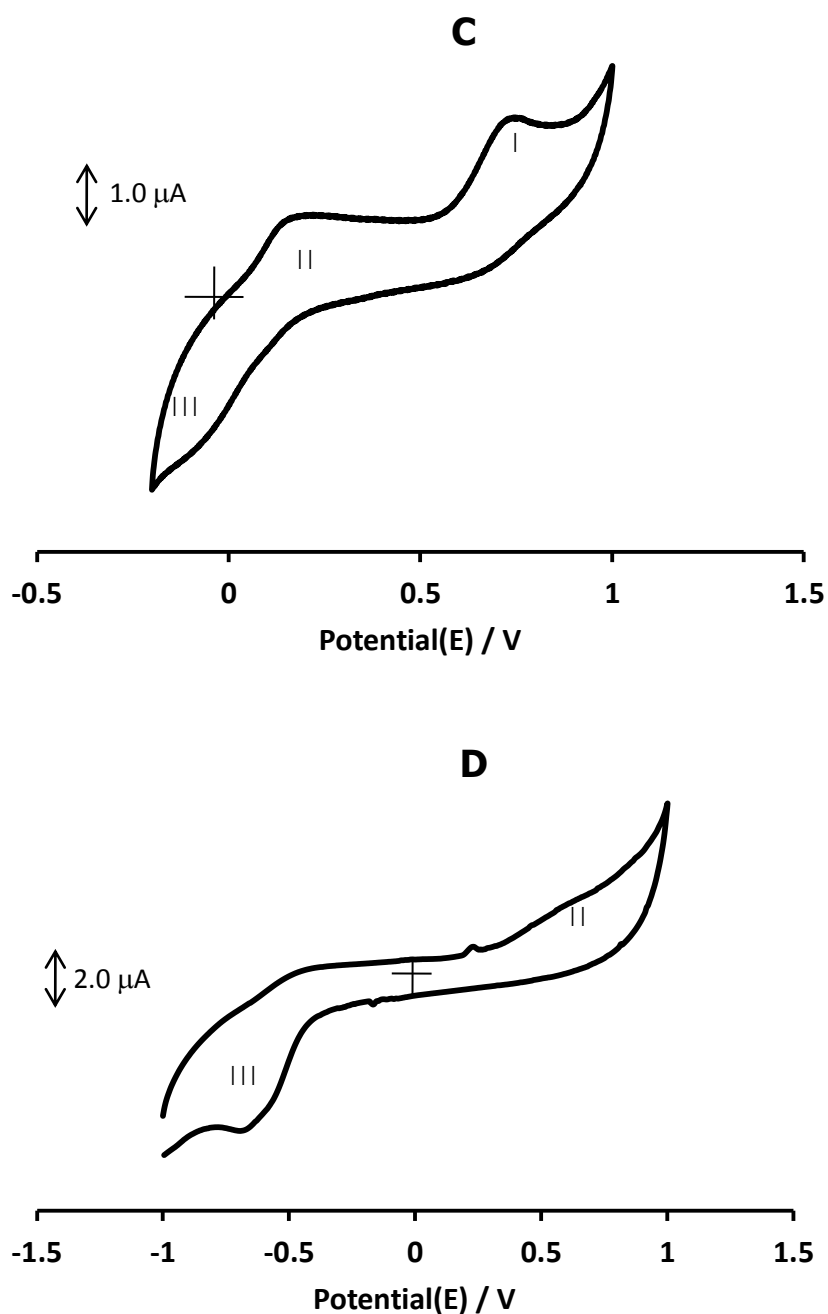 C
I
1.0 μA
II
III
-0.5 0 0.5 1 1.5
Potential(E) / V
D
II
2.0 μA
III
-1.5 -1 -0.5 0 0.5 1 1.5
Potential(E) / V